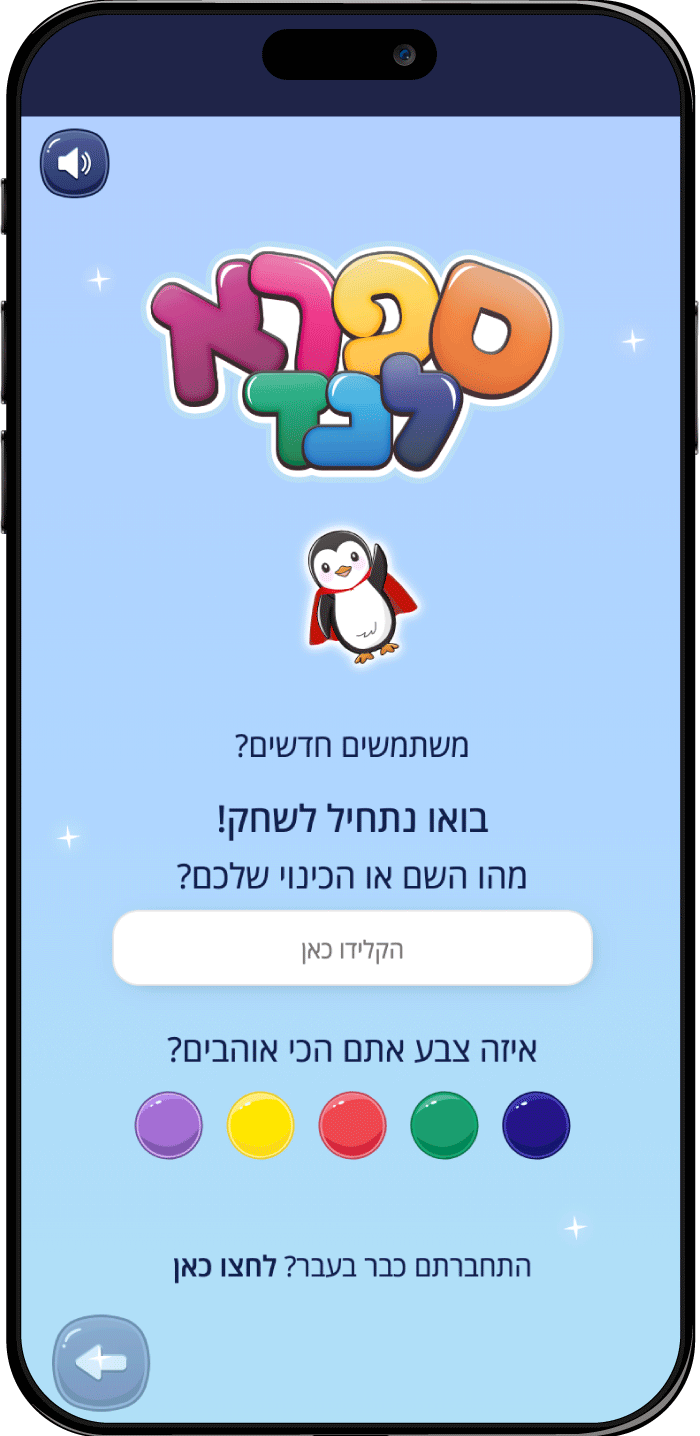 ספרא
לנד
משתמשים חדשים?
בואו נתחיל לשחק!
מהו השם או הכינוי שלכם?
הקלידו כאן
איזה צבע אתם הכי אוהבים?
התחברתם כבר בעבר? לחצו כאן